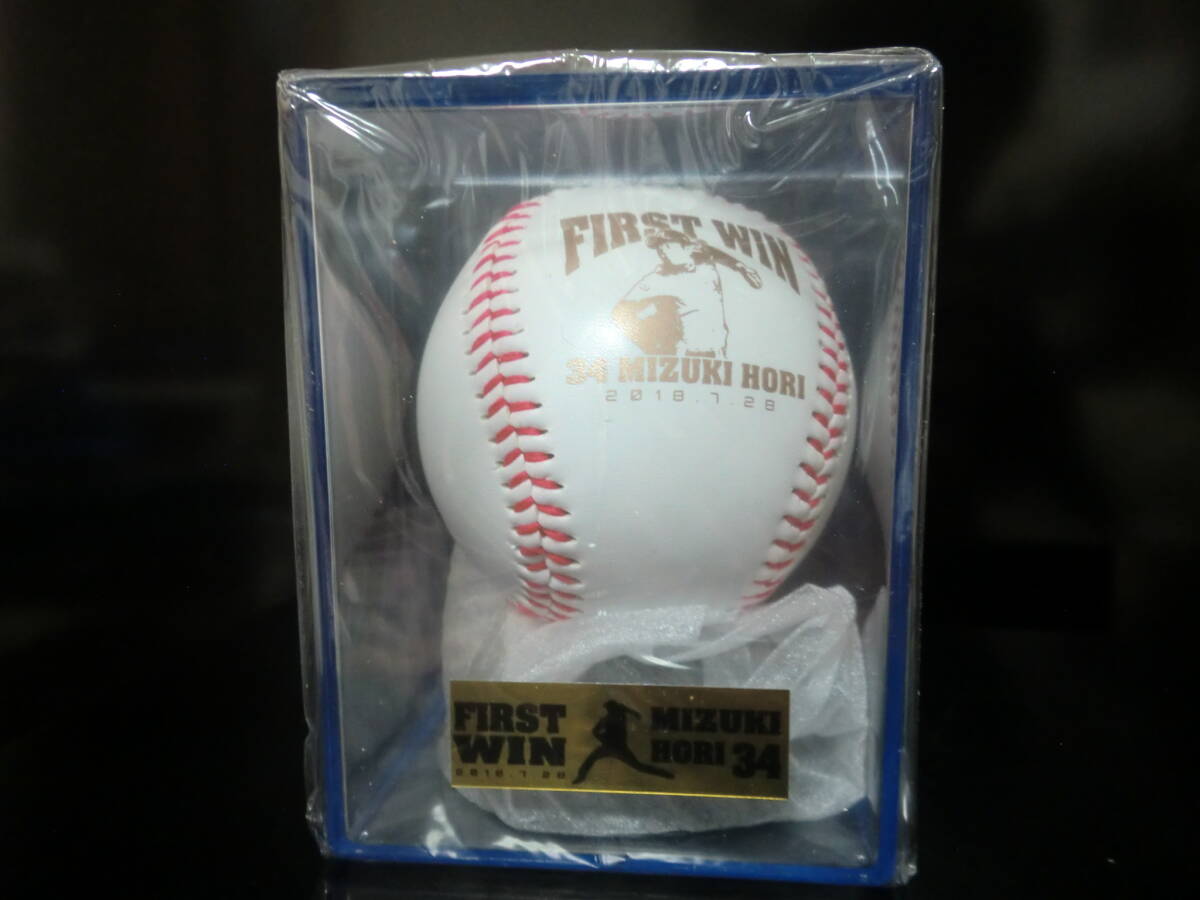 FIRST WIN
34 MIZUKI HORI
2018.7.28
FIRST
WIN
2018.7.28
MIZUKI
HORI 34